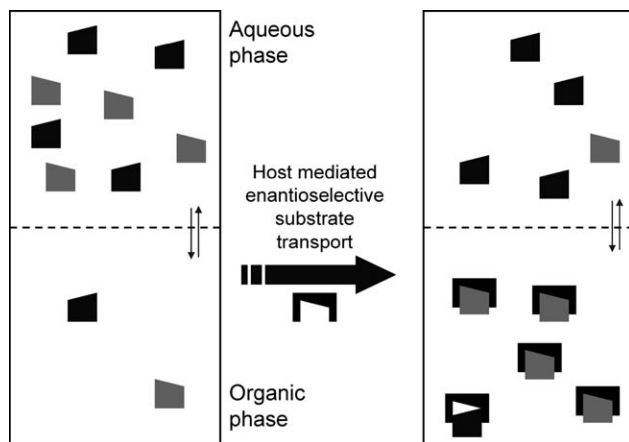 Aqueous
phase
Host mediated
enantioselective
substrate
transport
Organic
phase